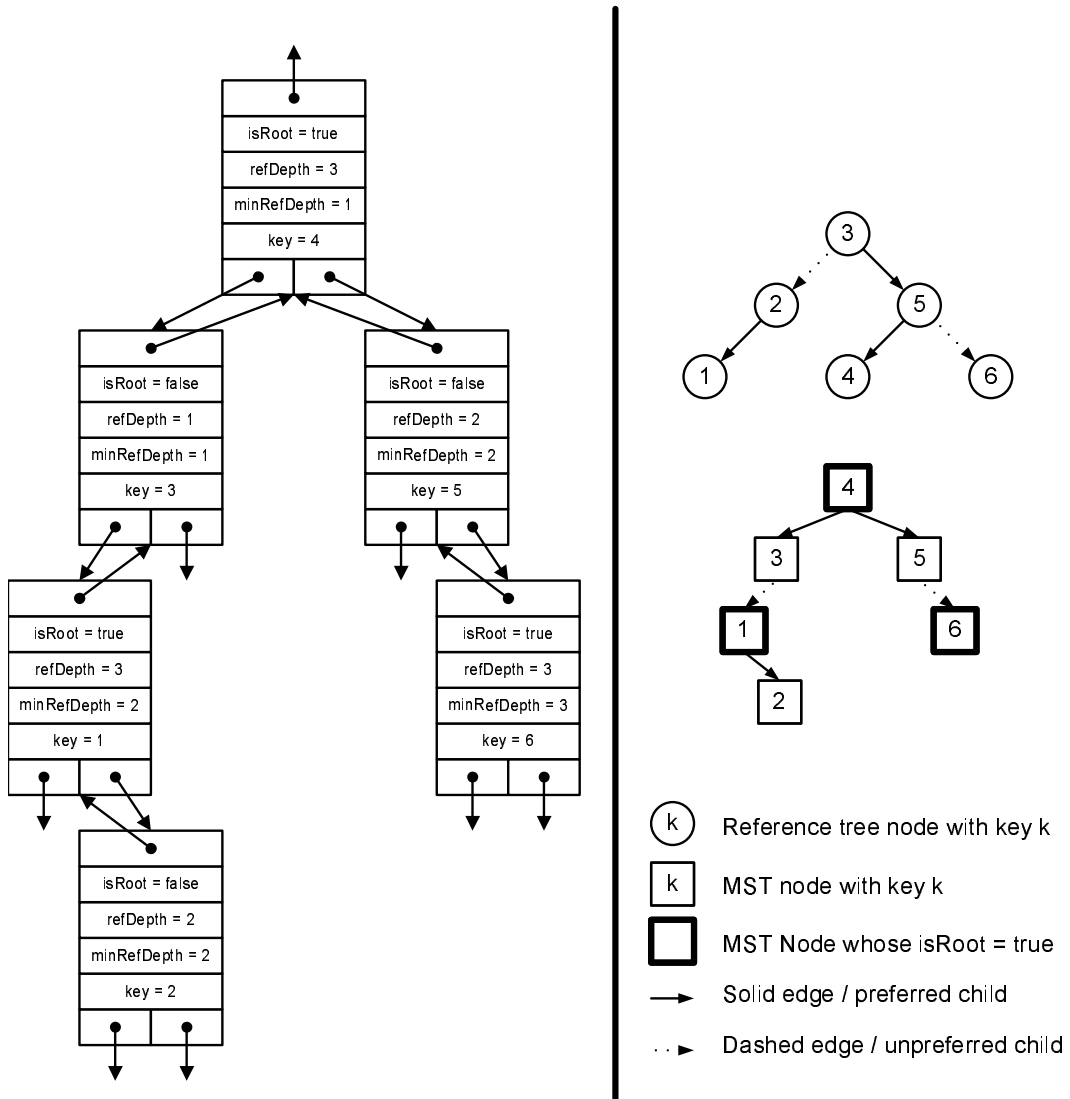 isRoot = true
refDepth = 3
minRefDepth = 1
key = 4
isRoot = false
refDepth = 1
minRefDepth = 1
key = 3
isRoot = false
refDepth = 2
minRefDepth = 2
key = 5
isRoot = true
refDepth = 3
minRefDepth = 2
key = 1
isRoot = true
refDepth = 3
minRefDepth = 3
key = 6
isRoot = false
refDepth = 2
minRefDepth = 2
key = 2
3
2
5
1
4
6
4
3
5
1
6
2
k Reference tree node with key k
k MST node with key k
MST Node whose isRoot = true
Solid edge / preferred child
Dashed edge / unpreferred child